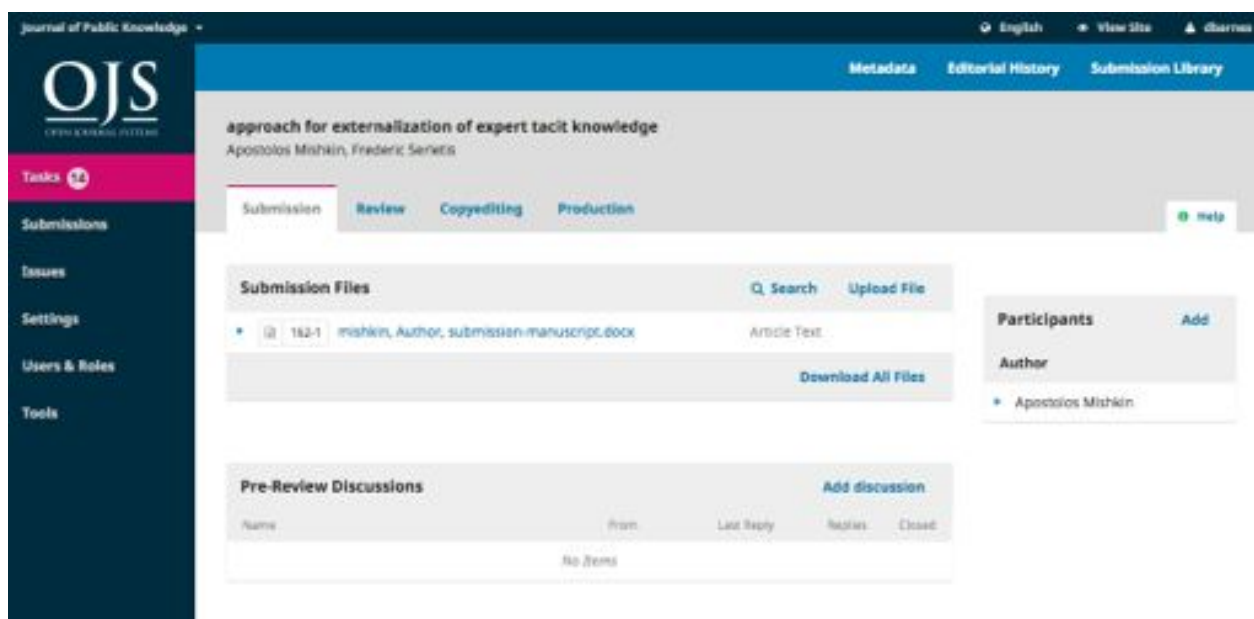 Journal of Public Knowledge
English View Site dbarnes
OJS
OPEN JOURNAL SYSTEMS
Metadata Editorial History Submission Library
approach for externalization of expert tacit knowledge
Apostolos Mishkin, Frederic Serletis
Tasks
Submission Review Copyediting Production
Help
Submissions
Issues
Settings
Users & Roles
Tools
Submission Files Search Upload File
162-1 mishkin, Author, submission-manuscript.docx Article Text
Download All Files
Participants Add
Author
Apostolos Mishkin
Pre-Review Discussions Add discussion
Name From Last Reply Replies Closed
No Items